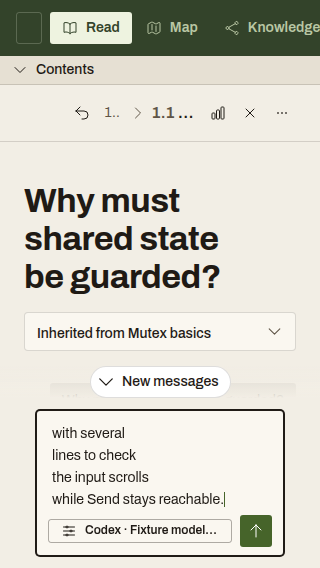 Read
Map
Knowledge
Contents
1..
1.1 ...
Why must
shared state
be guarded?
Inherited from Mutex basics
New messages
with several
lines to check
the input scrolls
while Send stays reachable.
Codex · Fixture model...